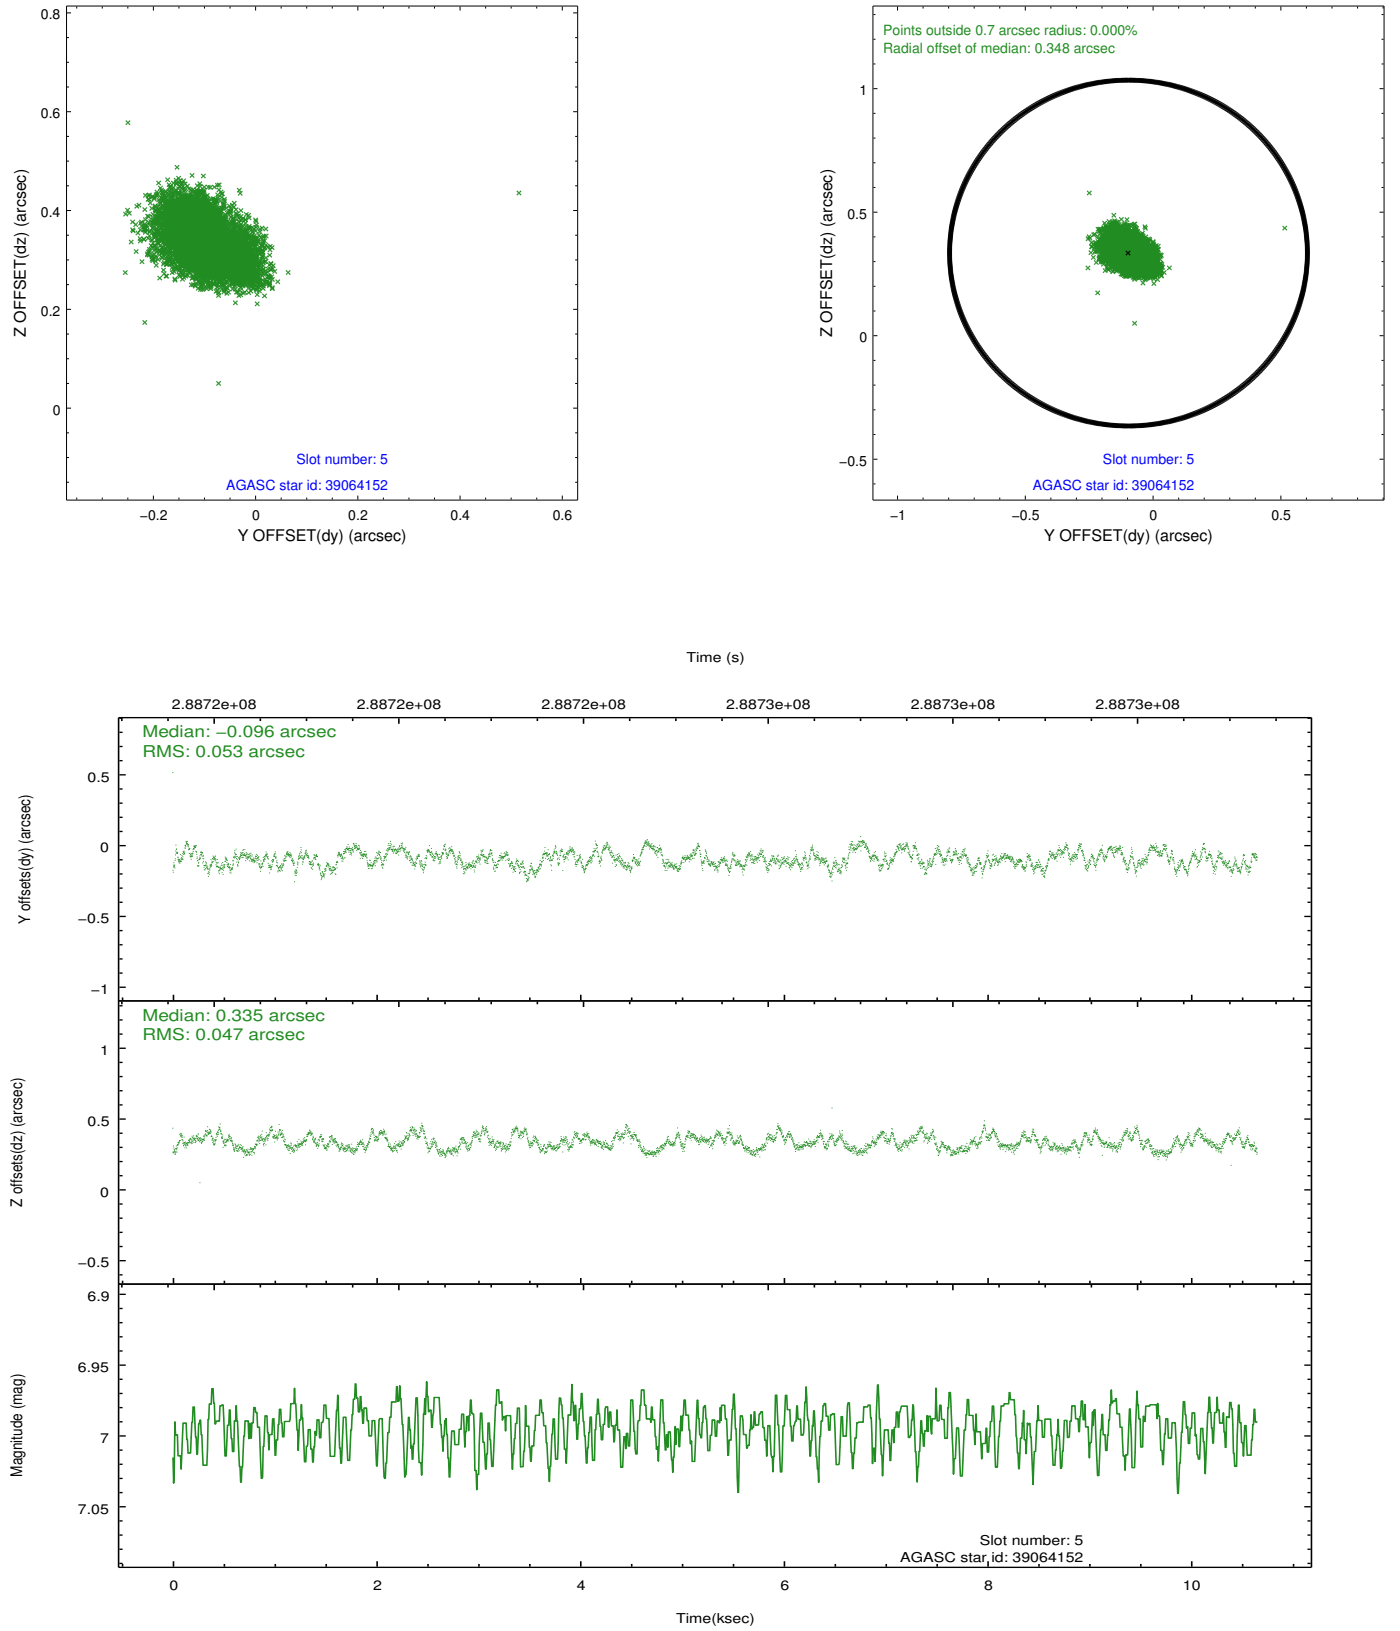 0.8
0.6
0.4
0.2
0
Z OFFSET(dz) (arcsec)
Slot number: 5
AGASC star id: 39064152
−0.2 0 0.2 0.4 0.6
Y OFFSET(dy) (arcsec)
Points outside 0.7 arcsec radius: 0.000%
Radial offset of median: 0.348 arcsec
1
0.5
0
−0.5
Z OFFSET(dz) (arcsec)
Slot number: 5
AGASC star id: 39064152
−1 −0.5 0 0.5
Y OFFSET(dy) (arcsec)
Time (s)
2.8872e+08 2.8872e+08 2.8872e+08 2.8873e+08 2.8873e+08 2.8873e+08
Median: −0.096 arcsec
RMS: 0.053 arcsec
0.5
0
−0.5
−1
Y offsets(dy) (arcsec)
Median: 0.335 arcsec
RMS: 0.047 arcsec
1
0.5
0
−0.5
Z offsets(dz) (arcsec)
6.9
6.95
7
7.05
Magnitude (mag)
Slot number: 5
AGASC star id: 39064152
0 2 4 6 8 10
Time(ksec)